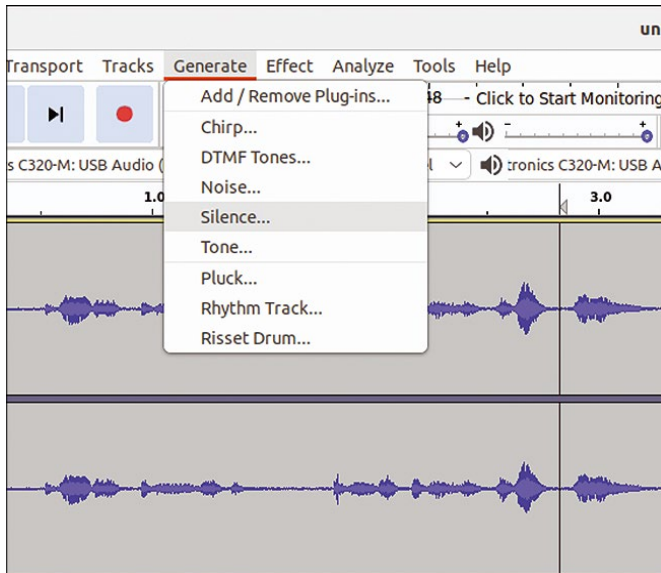 un
Transport Tracks Generate Effect Analyze Tools Help
Add / Remove Plug-ins...
48 - Click to Start Monitoring
Chirp...
DTMF Tones...
s C320-M: USB Audio (
tronics C320-M: USB A
Noise...
1.0
3.0
Silence...
Tone...
Pluck...
Rhythm Track...
Risset Drum...